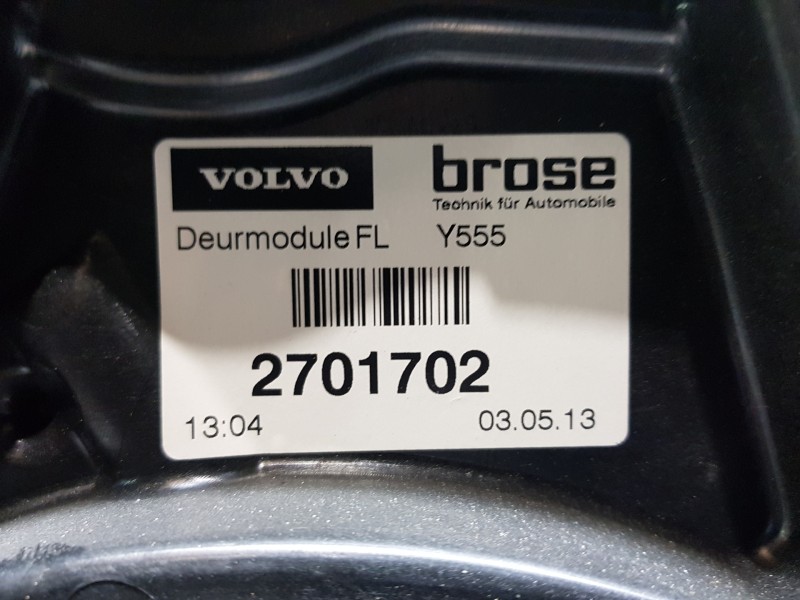 VOLVO brose
Technik für Automobile
Deurmodule FL Y555
2701702
13:04 03.05.13